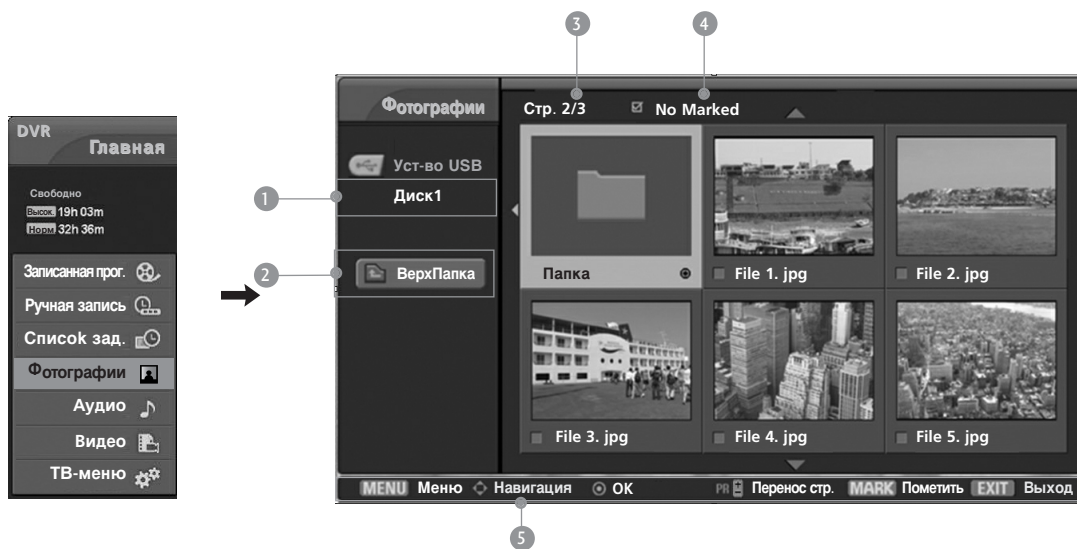 DVR
Главная
Свободно
Высок. 19h 03m
Норм 32h 36m
Записанная прог.
Ручная запись
Список зад.
Фотографии
Аудио
Видео
ТВ-меню
3
4
Фотографии
Стр. 2/3
No Marked
Уст-во USB
1
Диск1
2
ВерхПапка
Папка
File 1. jpg
File 2. jpg
File 3. jpg
File 4. jpg
File 5. jpg
MENU Меню Навигация OK PR Перенос стр. MARK Пометить EXIT Выход
5